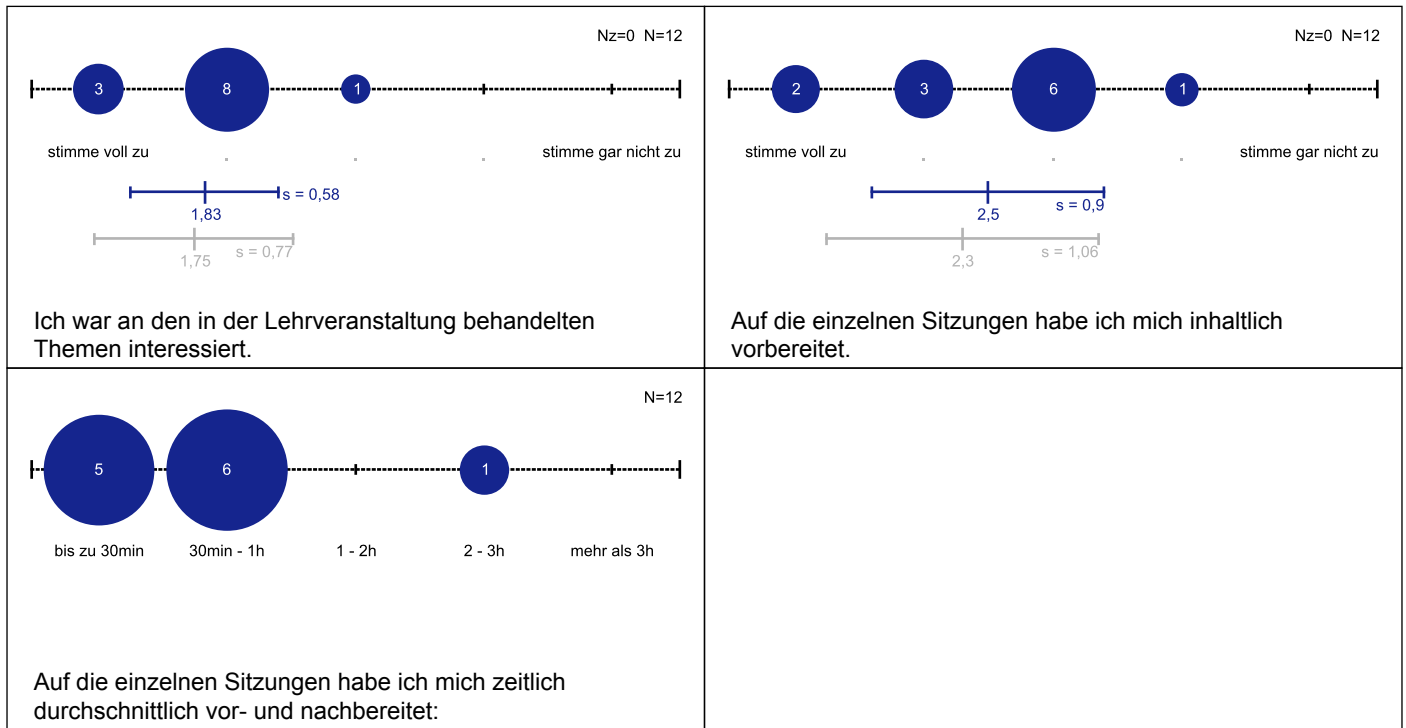 Nz=0 N=12
3 8 1
stimme voll zu . . . stimme gar nicht zu
s = 0,58
1,83
s = 0,77
1,75
Ich war an den in der Lehrveranstaltung behandelten
Themen interessiert.
Nz=0 N=12
2 3 6 1
stimme voll zu . . . stimme gar nicht zu
s = 0,9
2,5
s = 1,06
2,3
Auf die einzelnen Sitzungen habe ich mich inhaltlich
vorbereitet.
N=12
5 6 1
bis zu 30min 30min - 1h 1 - 2h 2 - 3h mehr als 3h
Auf die einzelnen Sitzungen habe ich mich zeitlich
durchschnittlich vor- und nachbereitet: